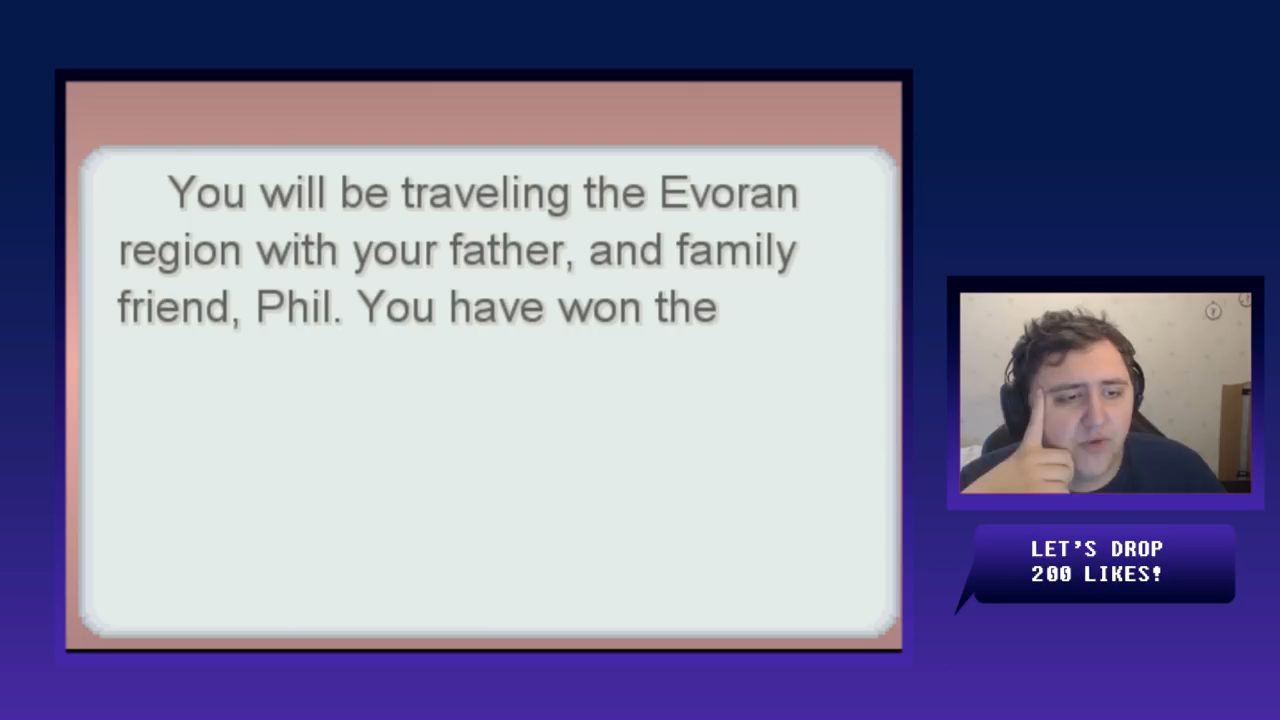 You will be traveling the Evoran
region with your father, and family
friend, Phil. You have won the
LET'S DROP
200 LIKES!